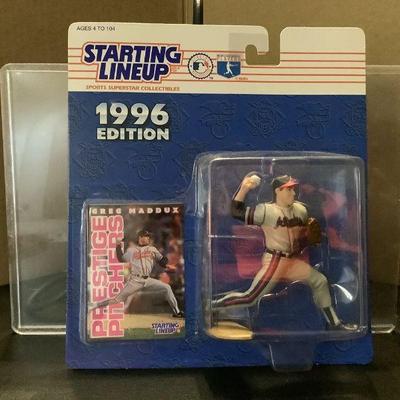 AGES 4 TO 104
STARTING
LINEUP
SPORTS SUPERSTAR COLLECTIBLES
1996
EDITION
GREG MADDUX
PRESTIGE
PITCHERS
STARTING
LINEUP